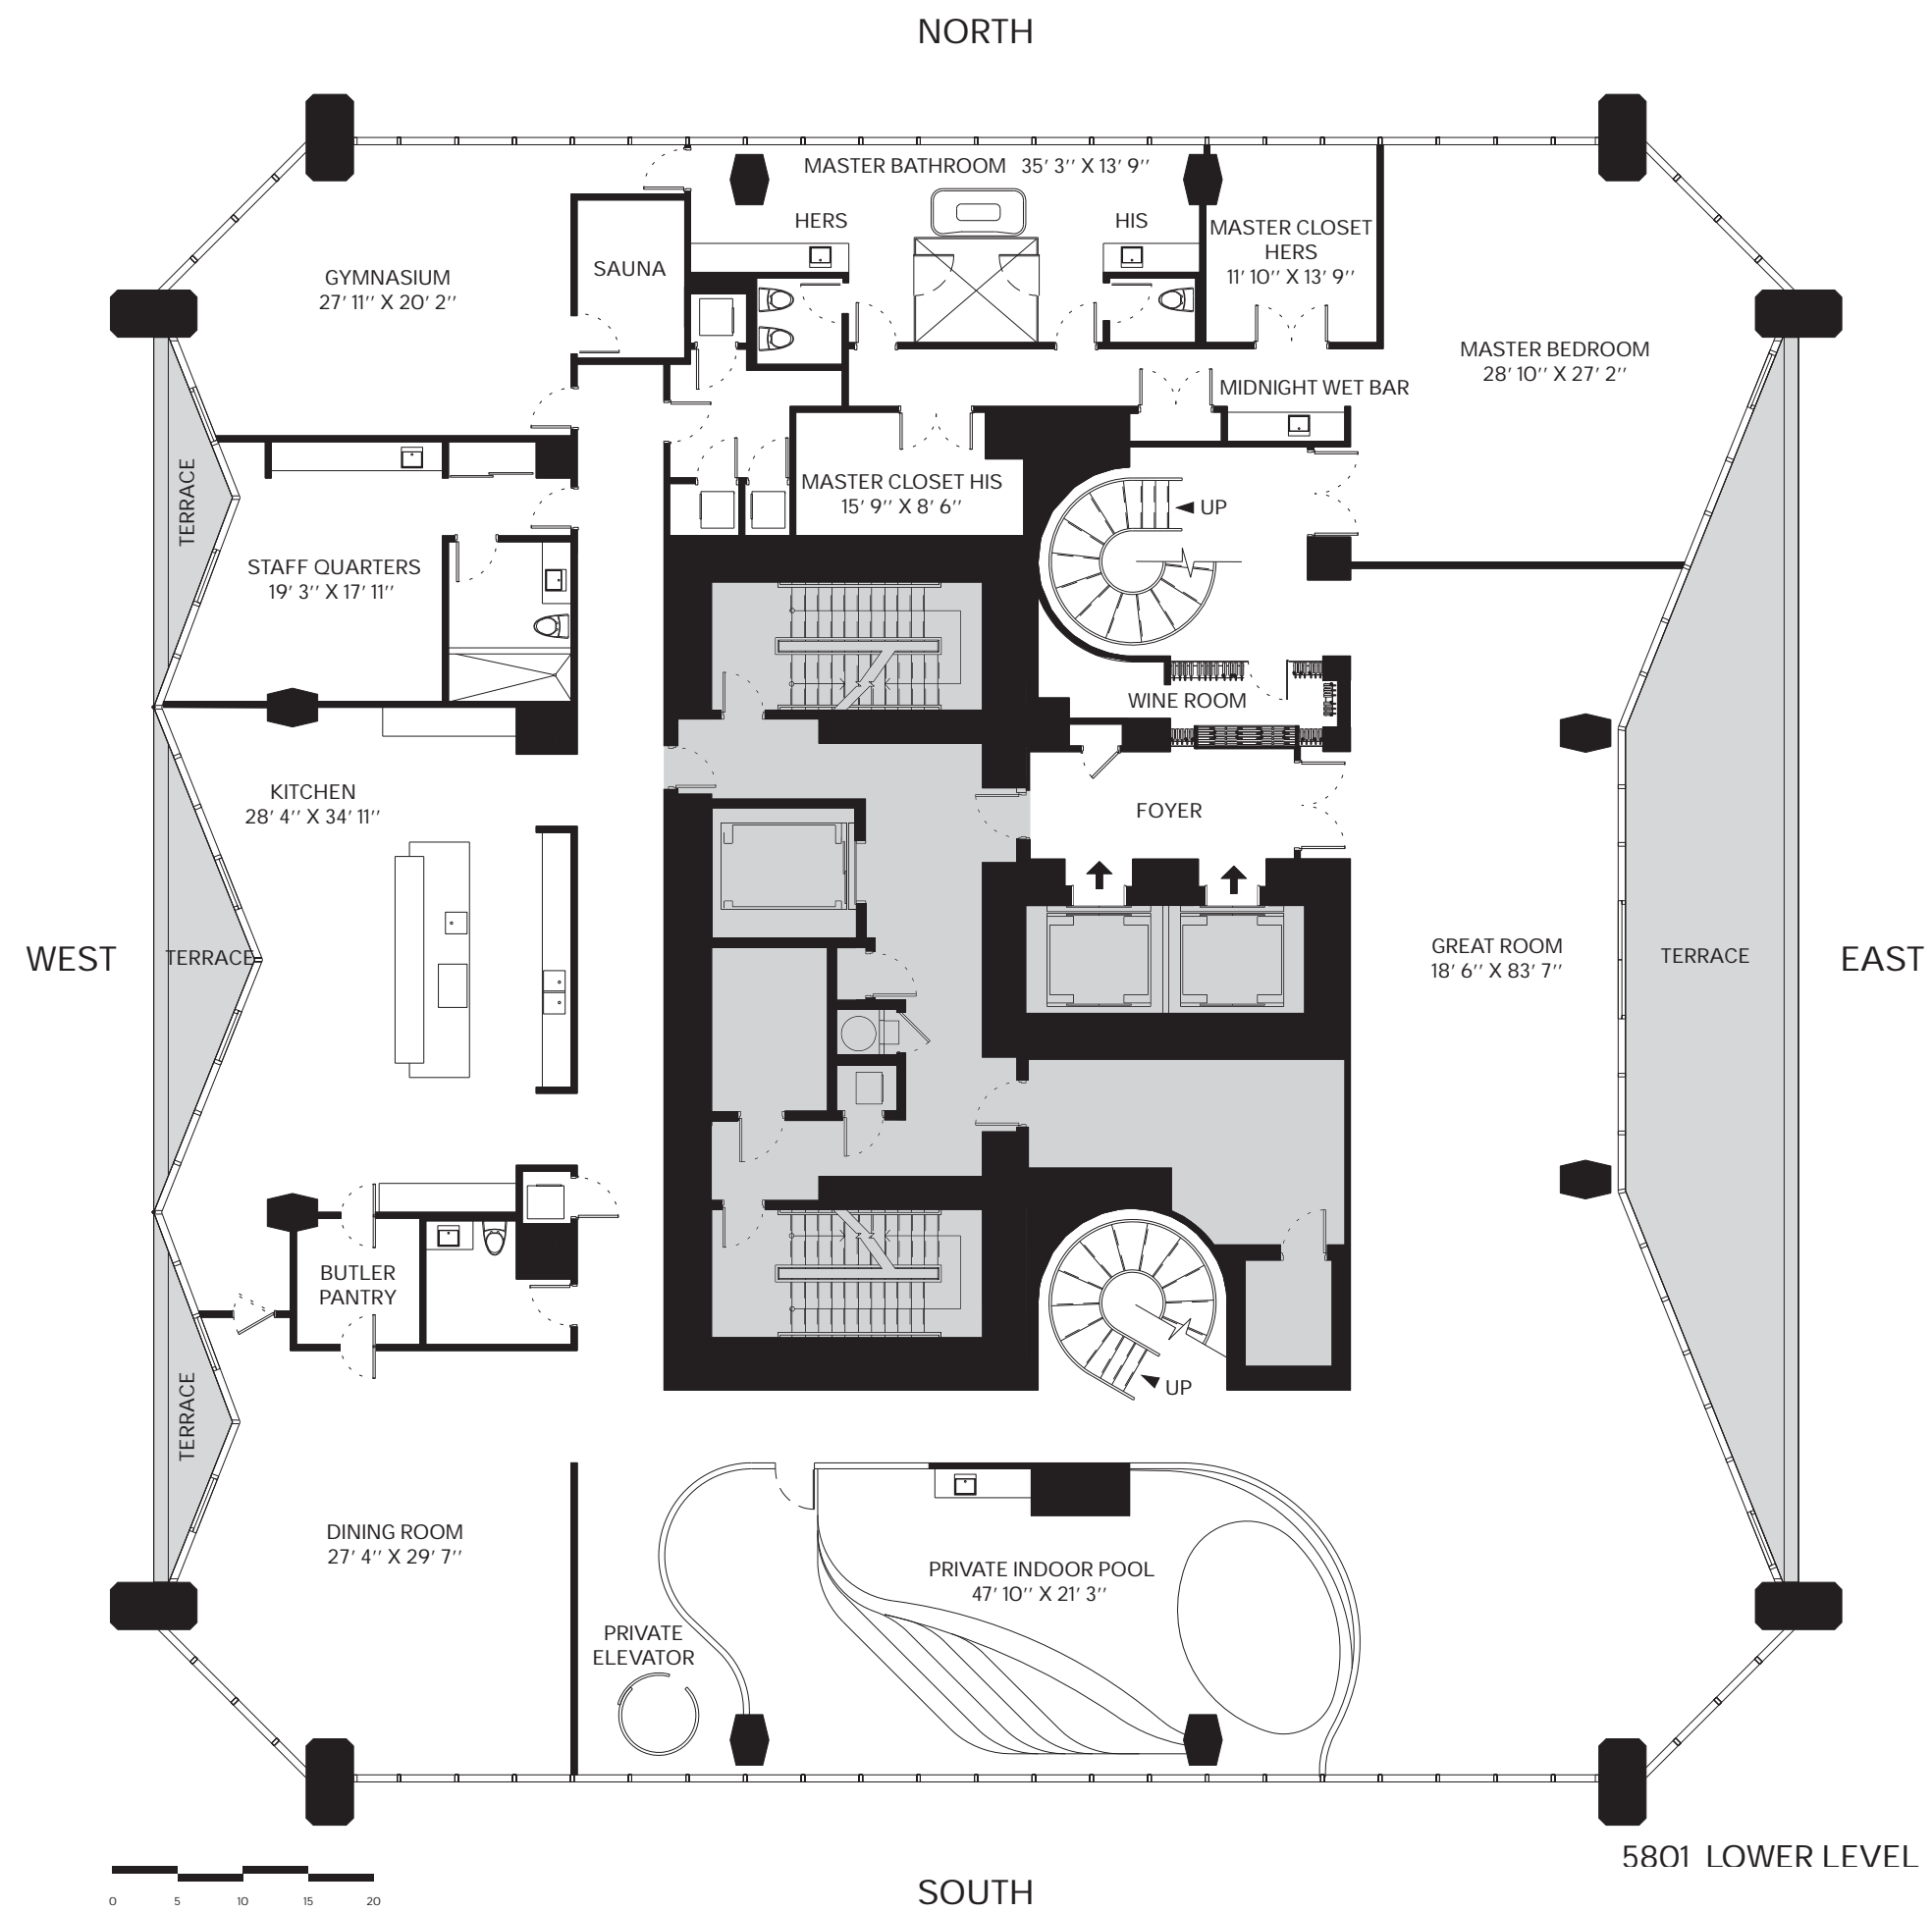 NORTH
MASTER BATHROOM 35' 3'' X 13' 9''
HERS
HIS
MASTER CLOSET
HERS
11' 10'' X 13' 9''
SAUNA
GYMNASIUM
27' 11'' X 20' 2''
MASTER BEDROOM
28' 10'' X 27' 2''
MIDNIGHT WET BAR
TERRACE
MASTER CLOSET HIS
15' 9'' X 8' 6''
UP
STAFF QUARTERS
19' 3'' X 17' 11''
WINE ROOM
KITCHEN
28' 4'' X 34' 11''
FOYER
WEST
TERRACE
GREAT ROOM
18' 6'' X 83' 7''
TERRACE
EAST
BUTLER
PANTRY
TERRACE
UP
DINING ROOM
27' 4'' X 29' 7''
PRIVATE INDOOR POOL
47' 10'' X 21' 3''
PRIVATE
ELEVATOR
5801 LOWER LEVEL
0 5 10 15 20
SOUTH